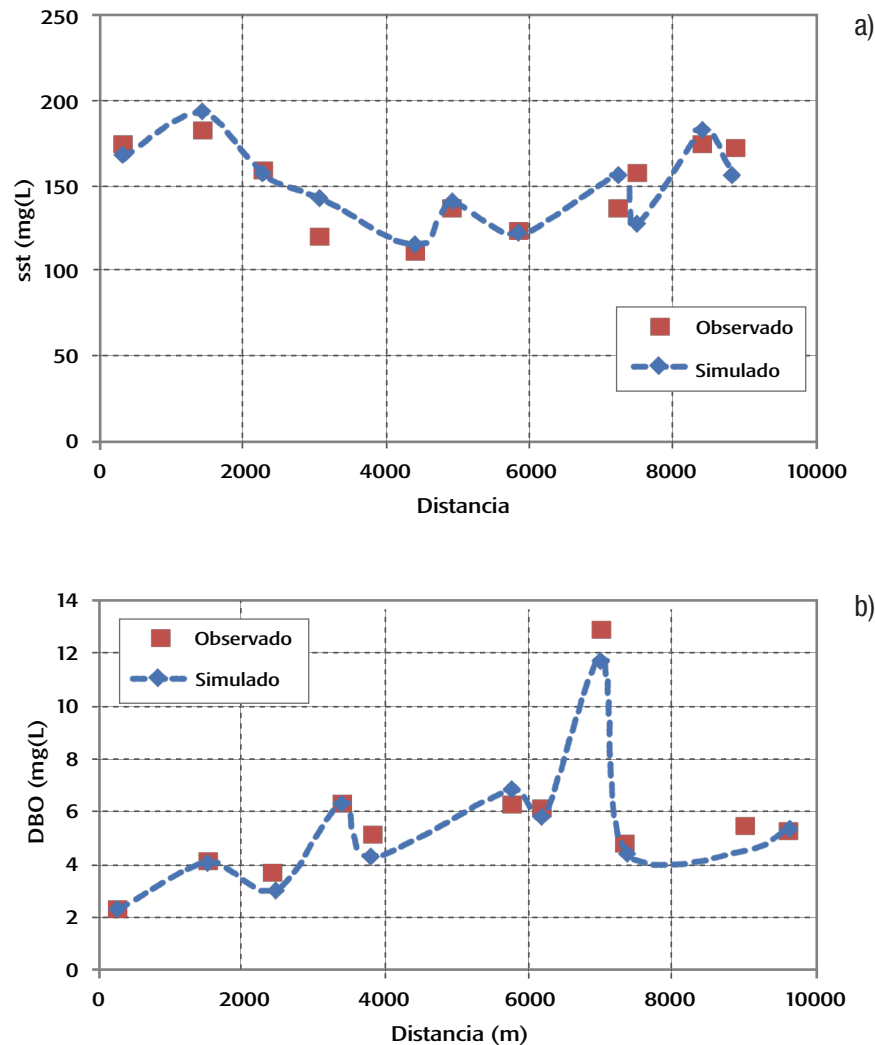 a)
250
200
150
100
50
0
sst (mg(L)
Observado
Simulado
0 2000 4000 6000 8000 10000
Distancia
b)
14
12
10
8
6
4
2
0
DBO (mg(L)
Observado
Simulado
0 2000 4000 6000 8000 10000
Distancia (m)